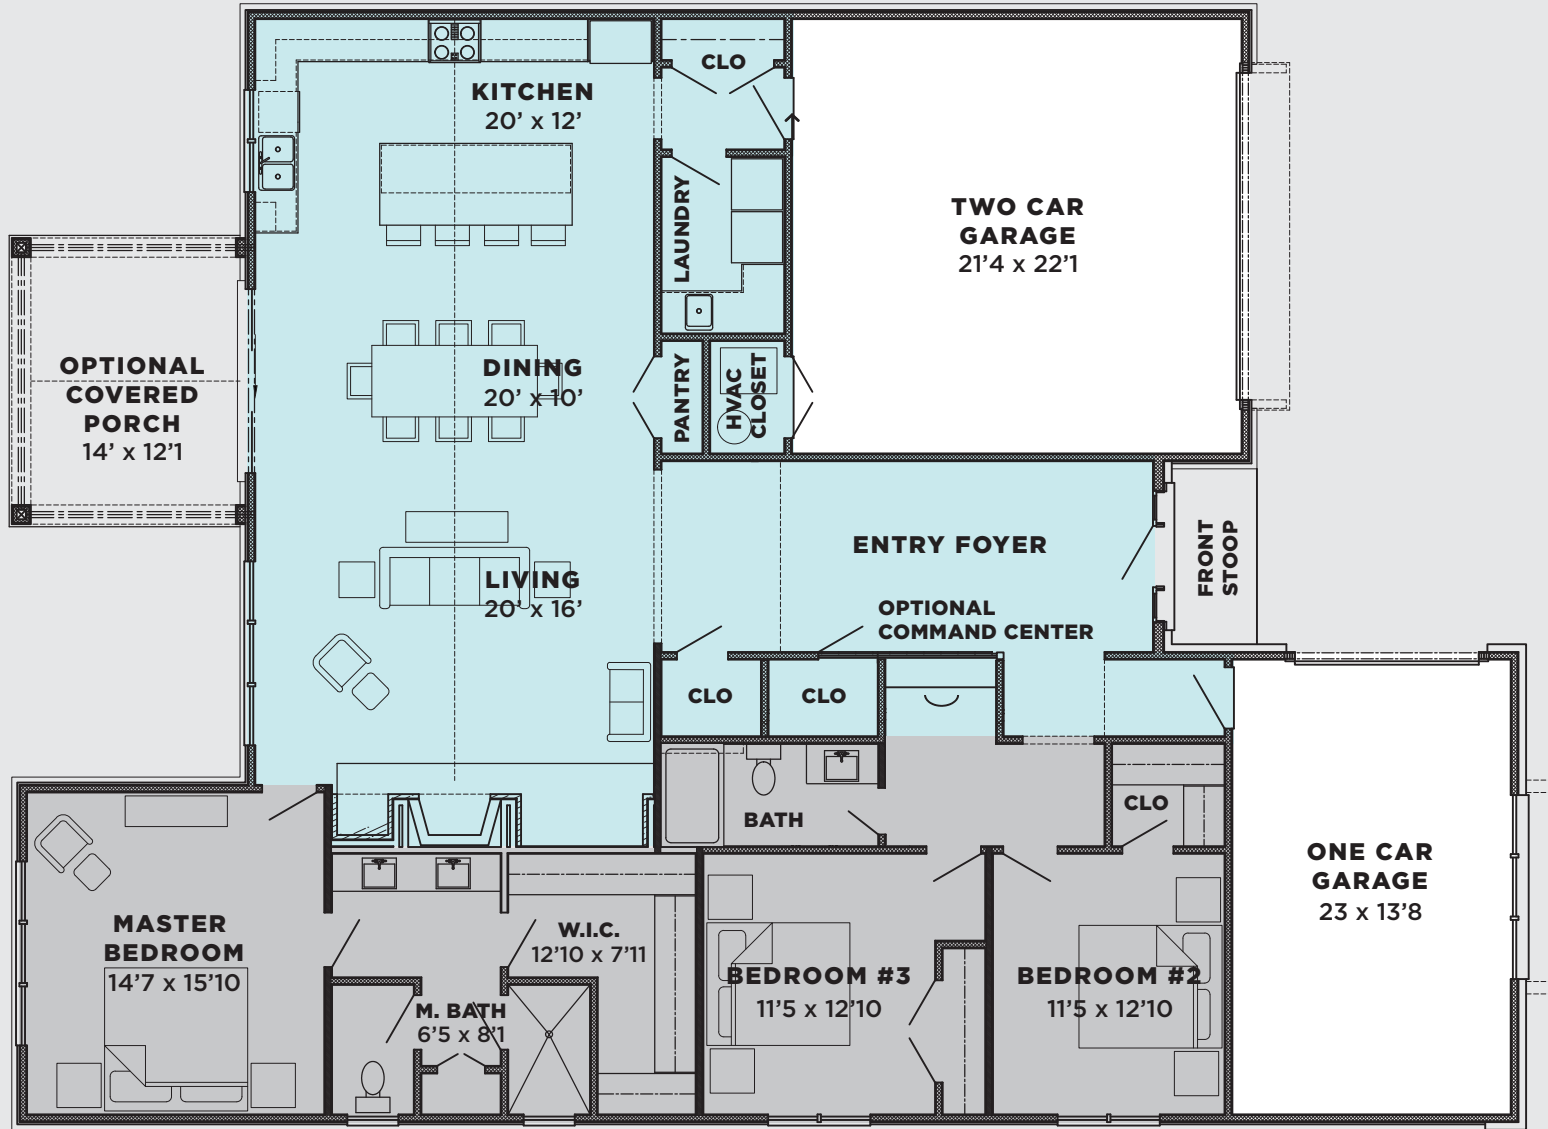 CLO
KITCHEN
20’ x 12’
LAUNDRY
TWO CAR
GARAGE
21’4 x 22’1
OPTIONAL
COVERED
PORCH
14’ x 12’1
DINING
20’ x 10’
PANTRY
HVAC
CLOSET
ENTRY FOYER
FRONT
STOOP
LIVING
20’ x 16’
OPTIONAL
COMMAND CENTER
CLO
CLO
BATH
CLO
ONE CAR
GARAGE
23 x 13’8
MASTER
BEDROOM
14’7 x 15’10
W.I.C.
12’10 x 7’11
M. BATH
6’5 x 8’1
BEDROOM #3
11’5 x 12’10
BEDROOM #2
11’5 x 12’10